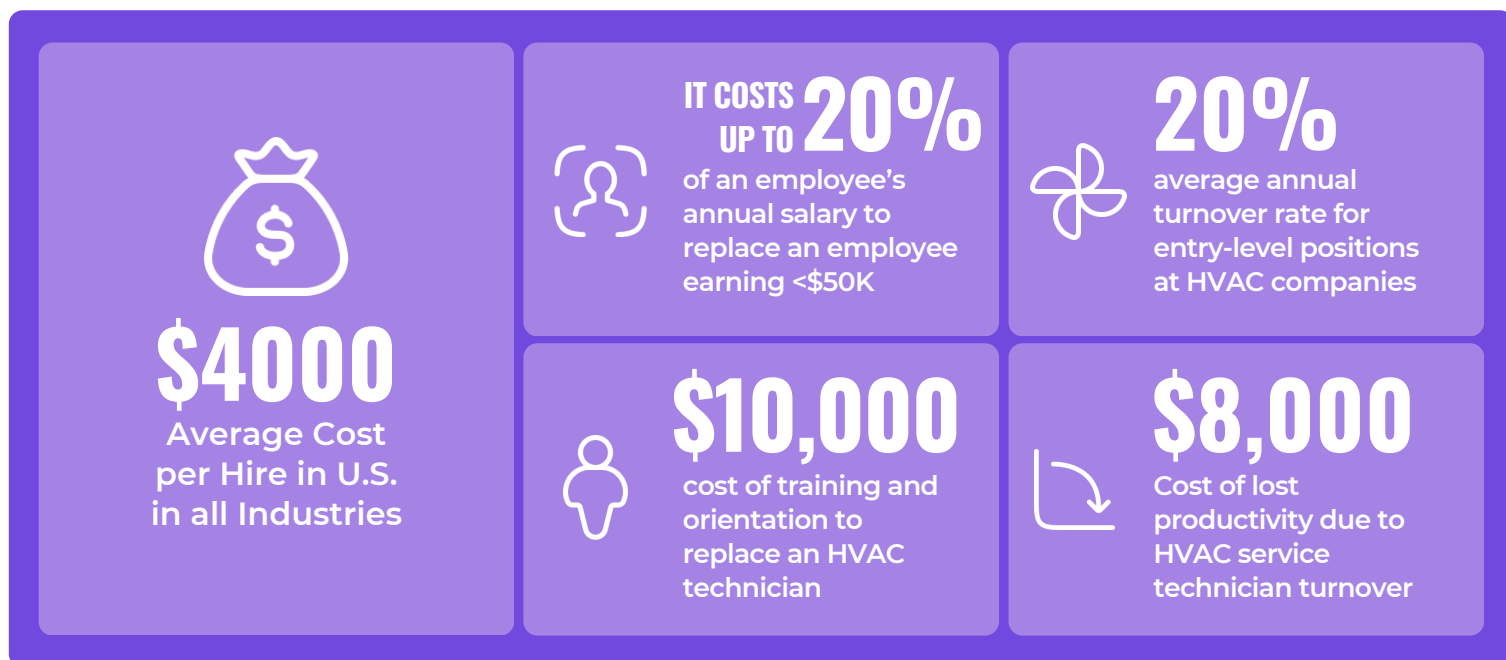 $
$4000
Average Cost
per Hire in U.S.
in all Industries
IT COSTS
UP TO 20%
of an employee’s
annual salary to
replace an employee
earning <$50K
20%
average annual
turnover rate for
entry-level positions
at HVAC companies
$10,000
cost of training and
orientation to
replace an HVAC
technician
$8,000
Cost of lost
productivity due to
HVAC service
technician turnover